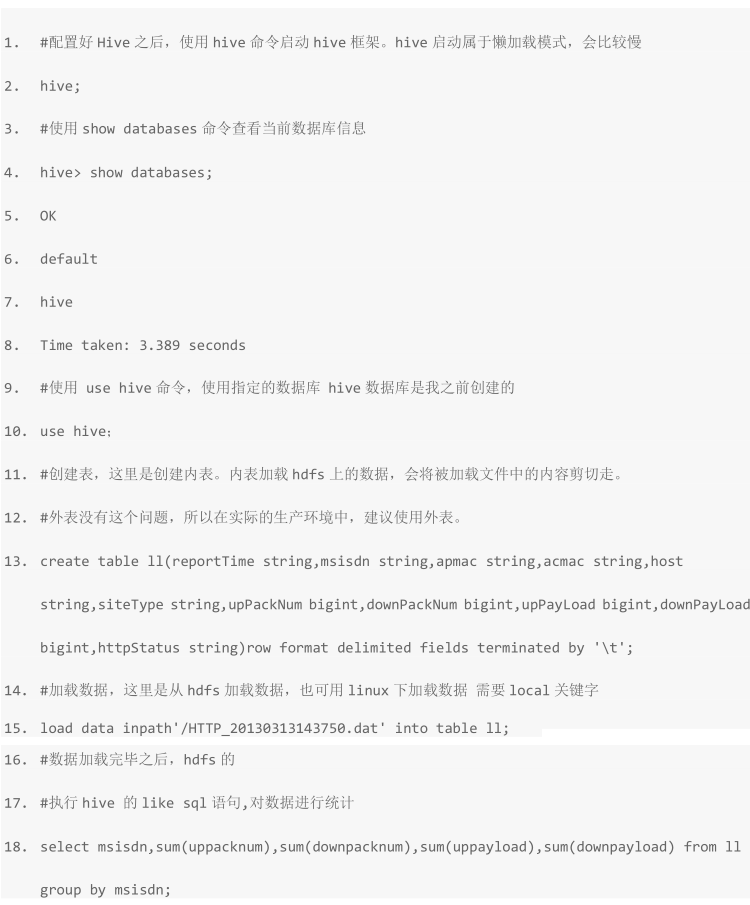 1. #配置好 Hive 之后，使用 hive 命令启动 hive 框架。hive 启动属于懒加载模式，会比较慢
2. hive;
3. #使用 show databases 命令查看当前数据库信息
4. hive> show databases;
5. OK
6. default
7. hive
8. Time taken: 3.389 seconds
9. #使用 use hive 命令，使用指定的数据库 hive 数据库是我之前创建的
10. use hive；
11. #创建表，这里是创建内表。内表加载 hdfs 上的数据，会将被加载文件中的内容剪切走。
12. #外表没有这个问题，所以在实际的生产环境中，建议使用外表。
13. create table ll(reportTime string,msisdn string,apmac string,acmac string,host
string,siteType string,upPackNum bigint,downPackNum bigint,upPayLoad bigint,downPayLoad
bigint,httpStatus string)row format delimited fields terminated by '\t';
14. #加载数据，这里是从 hdfs 加载数据，也可用 linux 下加载数据 需要 local 关键字
15. load data inpath'/HTTP_20130313143750.dat' into table ll;
16. #数据加载完毕之后，hdfs 的
17. #执行 hive 的 like sql 语句,对数据进行统计
18. select msisdn,sum(uppacknum),sum(downpacknum),sum(uppayload),sum(downpayload) from ll
group by msisdn;